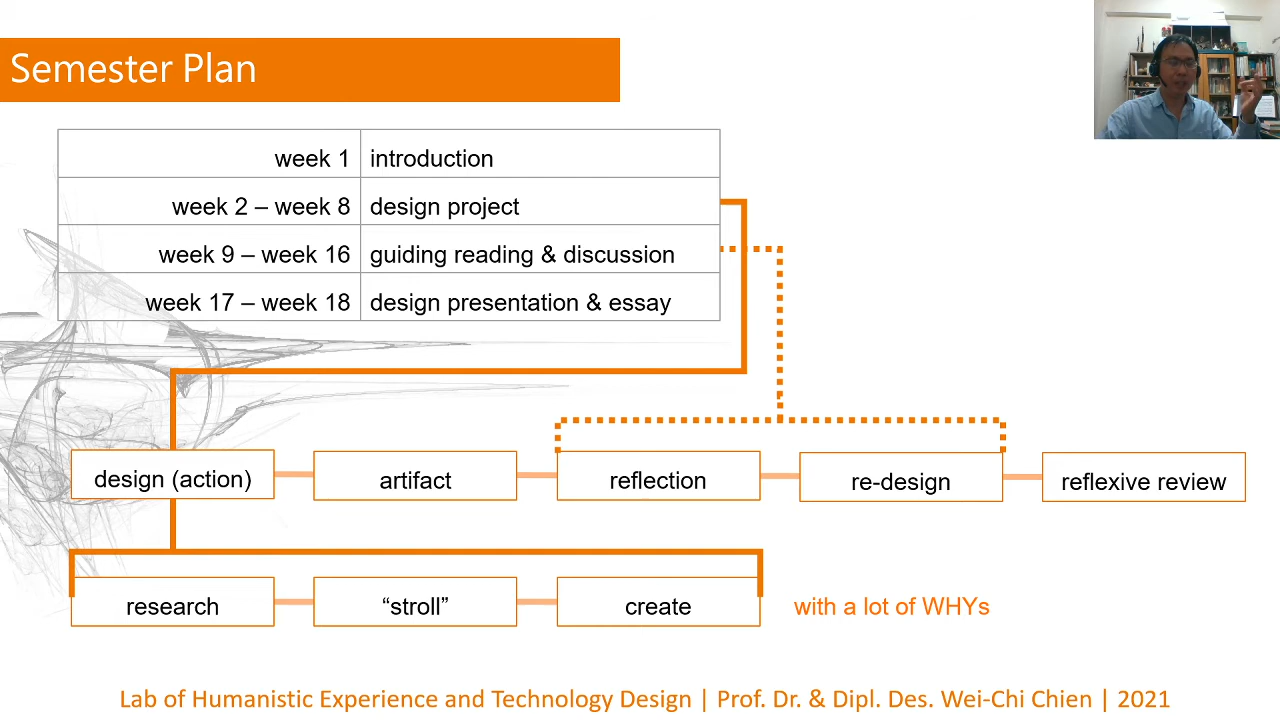 Semester Plan
week 1 introduction
week 2 – week 8 design project
week 9 – week 16 guiding reading & discussion
week 17 – week 18 design presentation & essay
design (action) artifact reflection re-design reflexive review
research “stroll” create with a lot of WHYs
Lab of Humanistic Experience and Technology Design | Prof. Dr. & Dipl. Des. Wei-Chi Chien | 2021